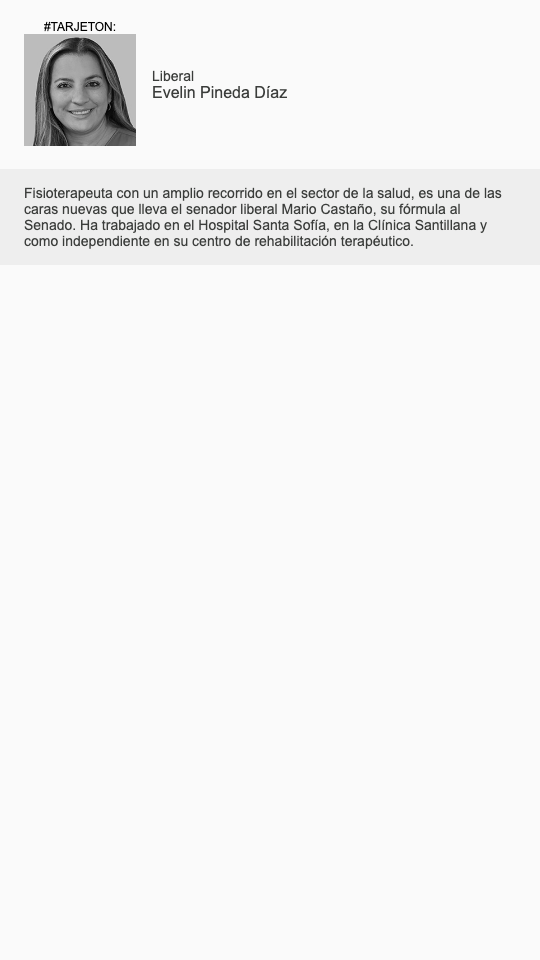 #TARJETON:
Liberal
Evelin Pineda Díaz
Fisioterapeuta con un amplio recorrido en el sector de la salud, es una de las
caras nuevas que lleva el senador liberal Mario Castaño, su fórmula al
Senado. Ha trabajado en el Hospital Santa Sofía, en la Clínica Santillana y
como independiente en su centro de rehabilitación terapéutico.